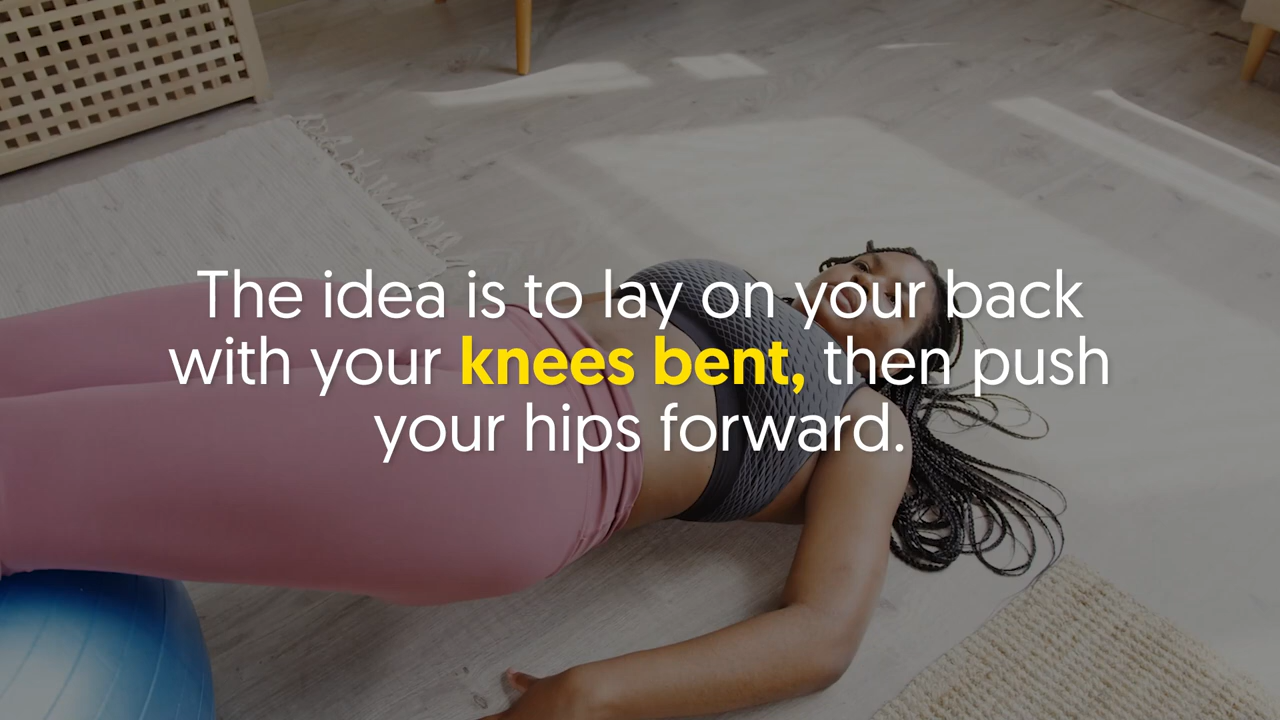 The idea is to lay on your back
with your knees bent, then push
your hips forward.